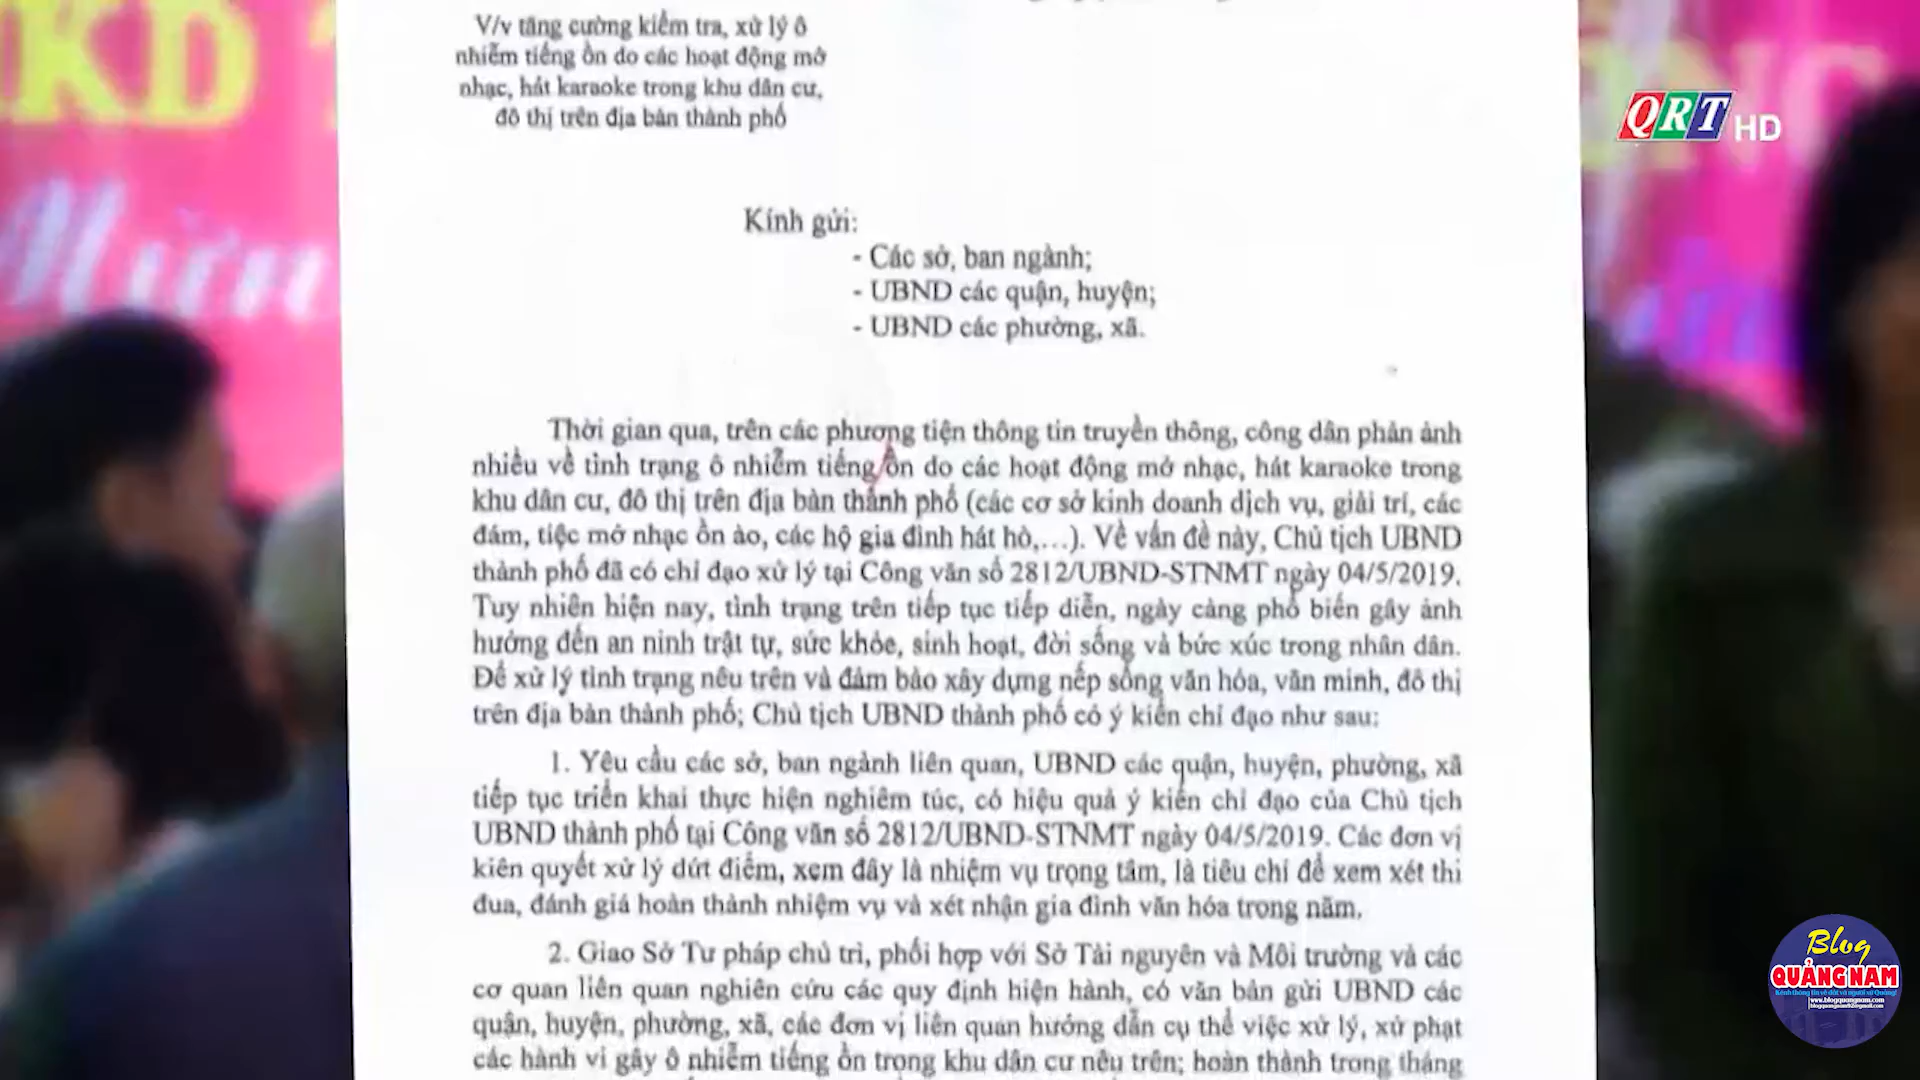 KD
V/v tăng cường kiểm tra, xử lý ô
nhiễm tiếng ồn do các hoạt động mở
nhạc, hát karaoke trong khu dân cư,
đô thị trên địa bàn thành phố
QRT HD
Kính gửi:
- Các sở, ban ngành;
- UBND các quận, huyện;
- UBND các phường, xã.
Thời gian qua, trên các phương tiện thông tin truyền thông, công dân phản ảnh
nhiều về tình trạng ô nhiễm tiếng ồn do các hoạt động mở nhạc, hát karaoke trong
khu dân cư, đô thị trên địa bàn thành phố (các cơ sở kinh doanh dịch vụ, giải trí, các
đám, tiệc mở nhạc ồn ào, các hộ gia đình hát hò,...). Về vấn đề này, Chủ tịch UBND
thành phố đã có chỉ đạo xử lý tại Công văn số 2812/UBND-STNMT ngày 04/5/2019.
Tuy nhiên hiện nay, tình trạng trên tiếp tục tiếp diễn, ngày càng phổ biến gây ảnh
hưởng đến an ninh trật tự, sức khỏe, sinh hoạt, đời sống và bức xúc trong nhân dân.
Để xử lý tình trạng nêu trên và đảm bảo xây dựng nếp sống văn hóa, văn minh, đô thị
trên địa bàn thành phố; Chủ tịch UBND thành phố có ý kiến chỉ đạo như sau:
1. Yêu cầu các sở, ban ngành liên quan, UBND các quận, huyện, phường, xã
tiếp tục triển khai thực hiện nghiêm túc, có hiệu quả ý kiến chỉ đạo của Chủ tịch
UBND thành phố tại Công văn số 2812/UBND-STNMT ngày 04/5/2019. Các đơn vị
kiên quyết xử lý dứt điểm, xem đây là nhiệm vụ trọng tâm, là tiêu chí để xem xét thi
đua, đánh giá hoàn thành nhiệm vụ và xét nhận gia đình văn hóa trong năm.
2. Giao Sở Tư pháp chủ trì, phối hợp với Sở Tài nguyên và Môi trường và các
cơ quan liên quan nghiên cứu các quy định hiện hành, có văn bản gửi UBND các
quận, huyện, phường, xã, các đơn vị liên quan hướng dẫn cụ thể việc xử lý, xử phạt
các hành vi gây ô nhiễm tiếng ồn trong khu dân cư nêu trên; hoàn thành trong tháng
Blog
QUẢNG NAM
Kênh thông tin về đất và người xứ Quảng!
www.blogquangnam.com